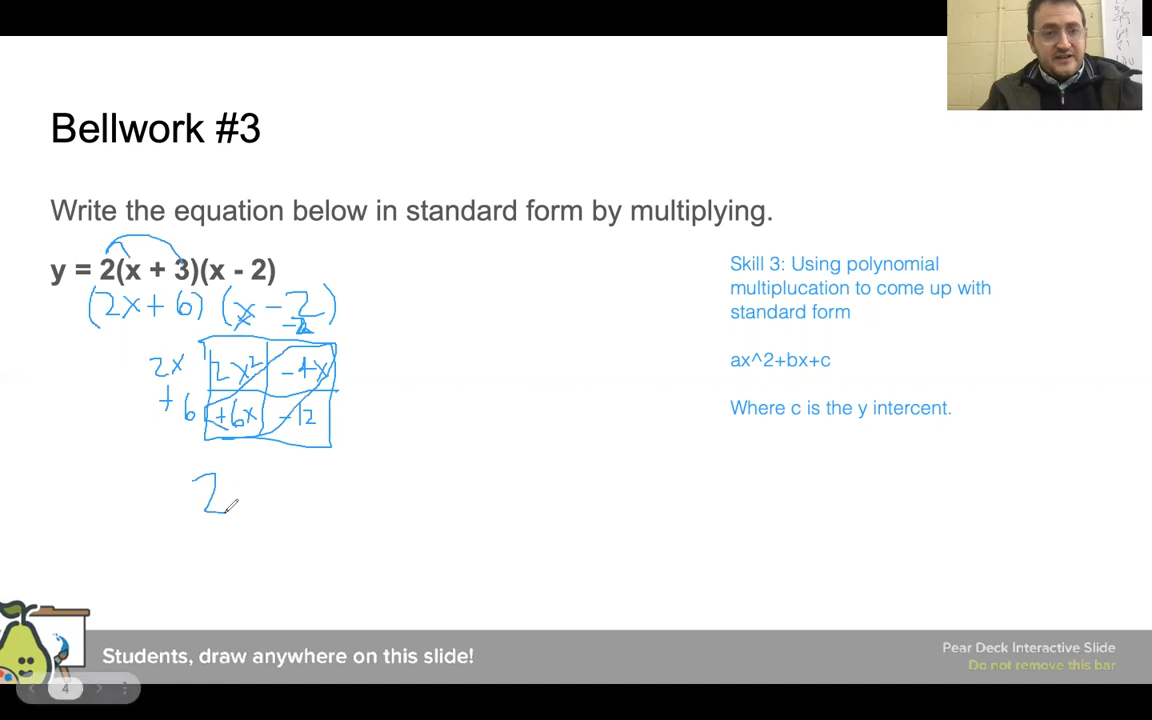 Bellwork #3
Write the equation below in standard form by multiplying.
y = 2(x + 3)(x - 2)
(2x + 6) (x - 2)
x -2
2x 2x² -4x
+6 +6x -12
2
Skill 3: Using polynomial
multiplucation to come up with
standard form
ax^2+bx+c
Where c is the y intercent.
Students, draw anywhere on this slide!
Pear Deck Interactive Slide
Do not remove this bar
4